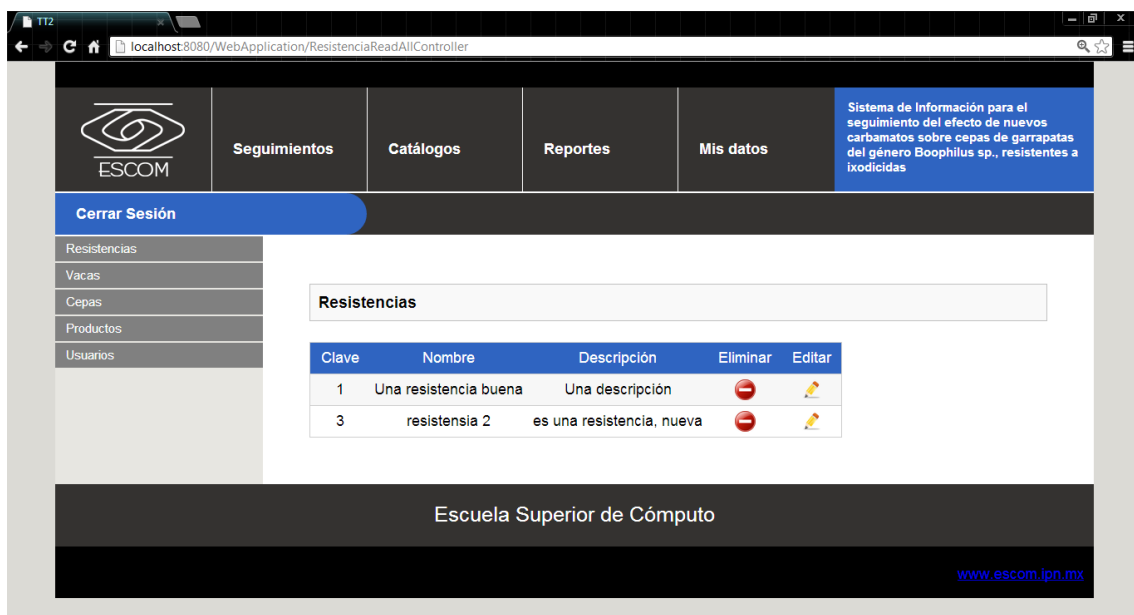 TT2
localhost:8080/WebApplication/ResistenciaReadAllController
ESCOM
Seguimientos
Catálogos
Reportes
Mis datos
Sistema de Información para el
seguimiento del efecto de nuevos
carbamatos sobre cepas de garrapatas
del género Boophilus sp., resistentes a
ixodicidas
Cerrar Sesión
Resistencias
Vacas
Cepas
Productos
Usuarios
Resistencias
Clave Nombre Descripción Eliminar Editar
1 Una resistencia buena Una descripción
3 resistensia 2 es una resistencia, nueva
Escuela Superior de Cómputo
www.escom.ipn.mx